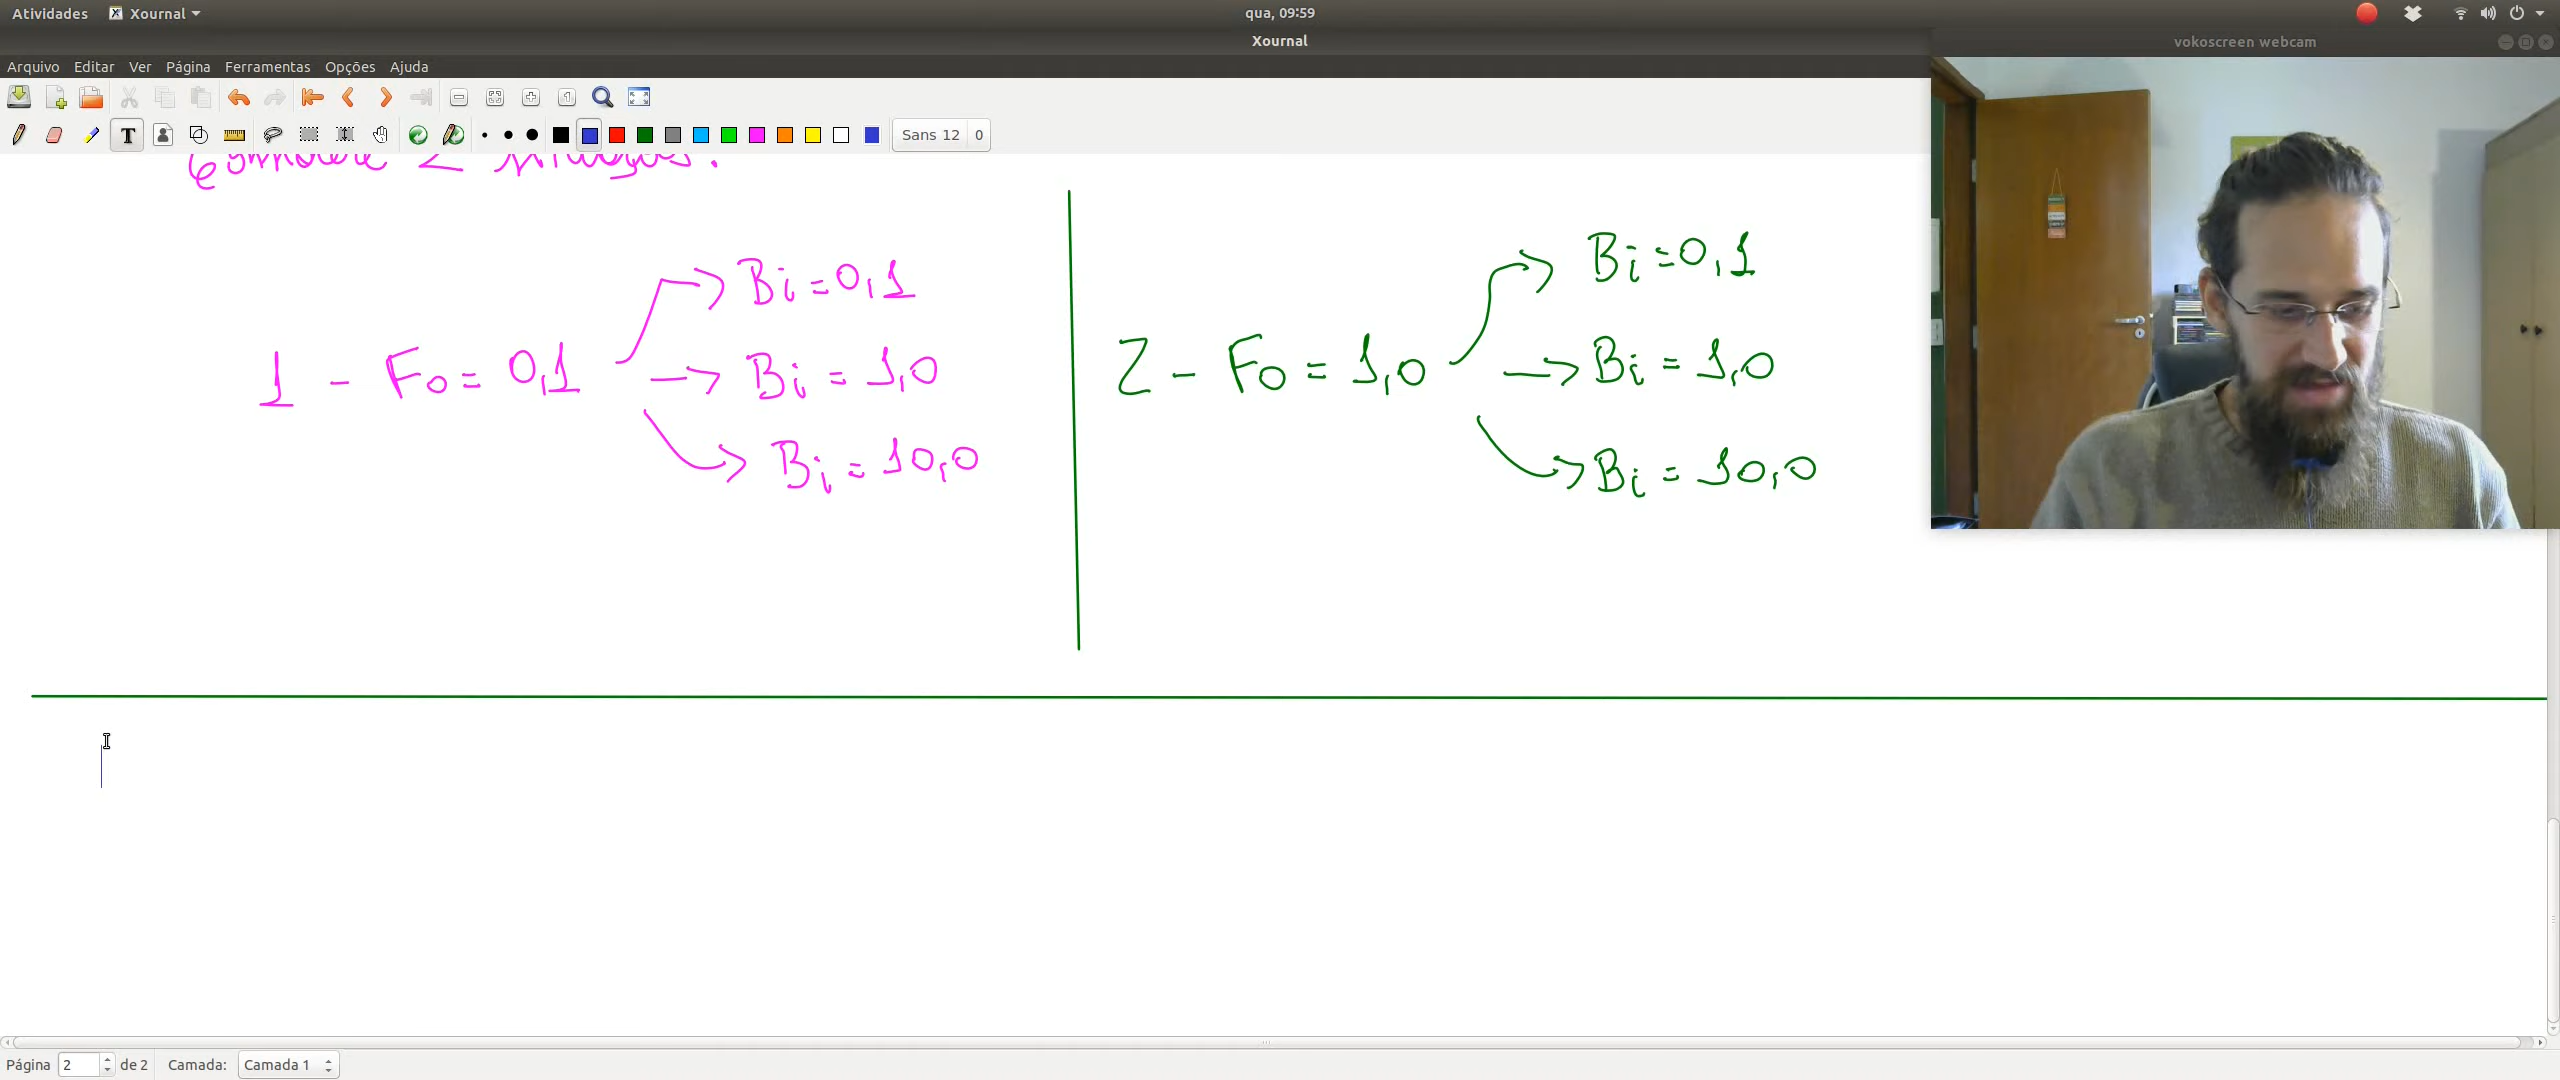 Atividades Xournal qua, 09:59
Xournal
vokoscreen webcam
Arquivo Editar Ver Página Ferramentas Opções Ajuda
T Sans 12 0
2
1 - Fo = 0,1
Bi = 0,1
Bi = 1,0
Bi = 10,0
2 - Fo = 1,0
Bi = 0,1
Bi = 1,0
Bi = 10,0
Página 2 de 2 Camada: Camada 1